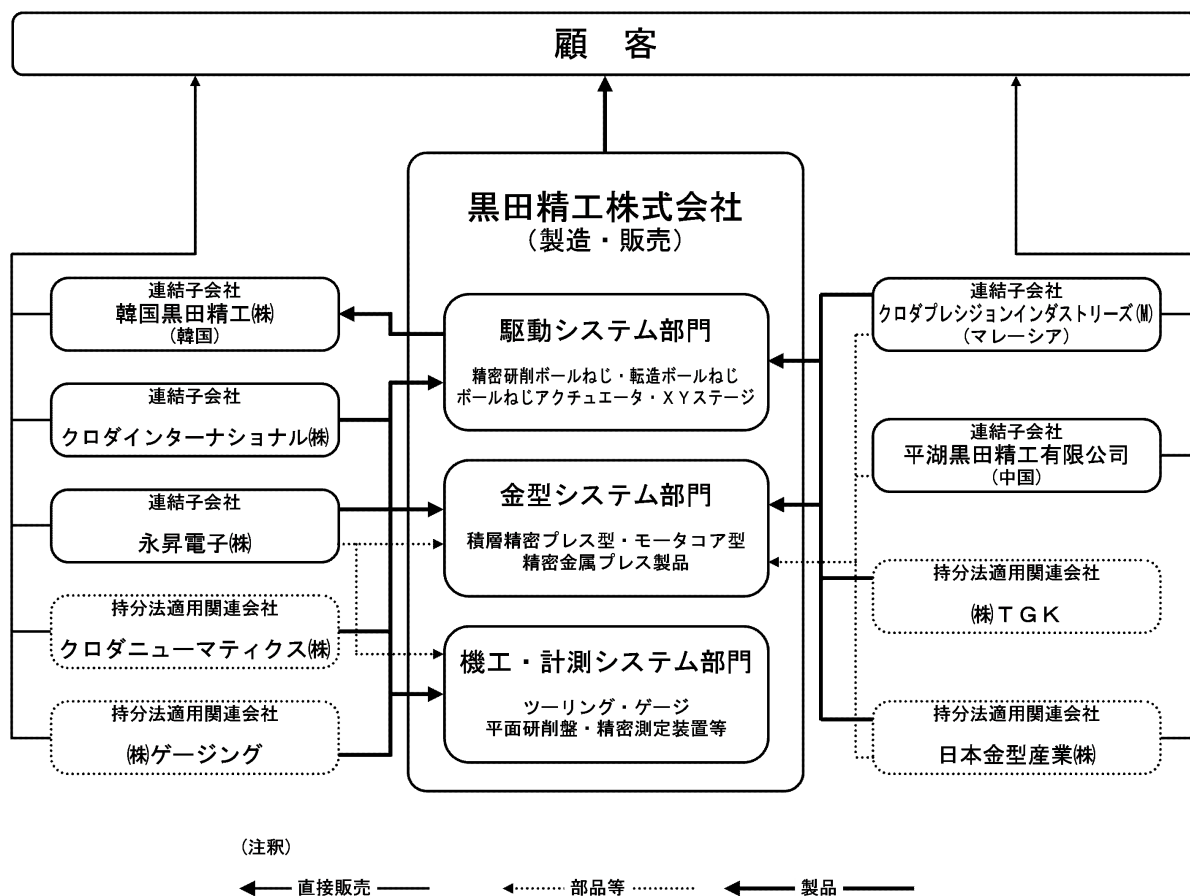 顧 客
黒田精工株式会社
(製造・販売)
連結子会社
韓国黒田精工㈱
(韓国)
連結子会社
クロダインターナショナル㈱
連結子会社
永昇電子㈱
持分法適用関連会社
クロダニューマティクス㈱
持分法適用関連会社
㈱ゲージング
駆動システム部門
精密研削ボールねじ・転造ボールねじ
ボールねじアクチュエータ・ＸＹステージ
金型システム部門
積層精密プレス型・モータコア型
精密金属プレス製品
機工・計測システム部門
ツーリング・ゲージ
平面研削盤・精密測定装置等
連結子会社
クロダプレシジョンインダストリーズ(M)
(マレーシア)
連結子会社
平湖黒田精工有限公司
(中国)
持分法適用関連会社
㈱ＴＧＫ
持分法適用関連会社
日本金型産業㈱
(注釈)
直接販売
部品等
製品